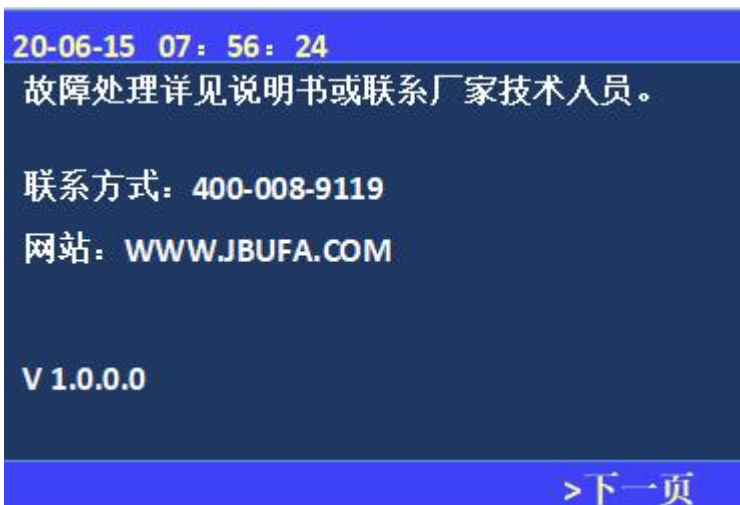 20-06-15 07：56：24
故障处理详见说明书或联系厂家技术人员。
联系方式：400-008-9119
网站：WWW.JBUFA.COM
V 1.0.0.0
>下一页